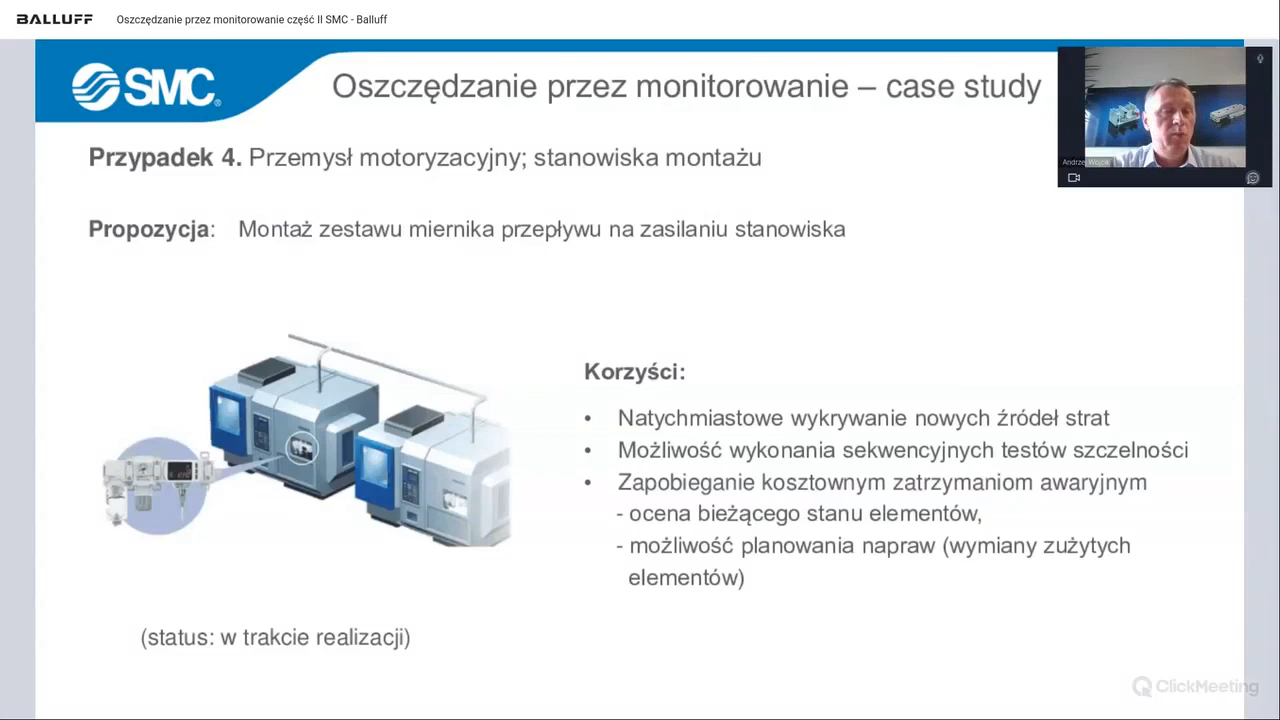 BALLUFF Oszczędzanie przez monitorowanie część II SMC - Balluff
SMC®
Oszczędzanie przez monitorowanie – case study
Andrzej Wójcik
Przypadek 4. Przemysł motoryzacyjny; stanowiska montażu
Propozycja: Montaż zestawu miernika przepływu na zasilaniu stanowiska
Korzyści:
• Natychmiastowe wykrywanie nowych źródeł strat
• Możliwość wykonania sekwencyjnych testów szczelności
• Zapobieganie kosztownym zatrzymaniom awaryjnym
- ocena bieżącego stanu elementów,
- możliwość planowania napraw (wymiany zużytych
elementów)
(status: w trakcie realizacji)
ClickMeeting